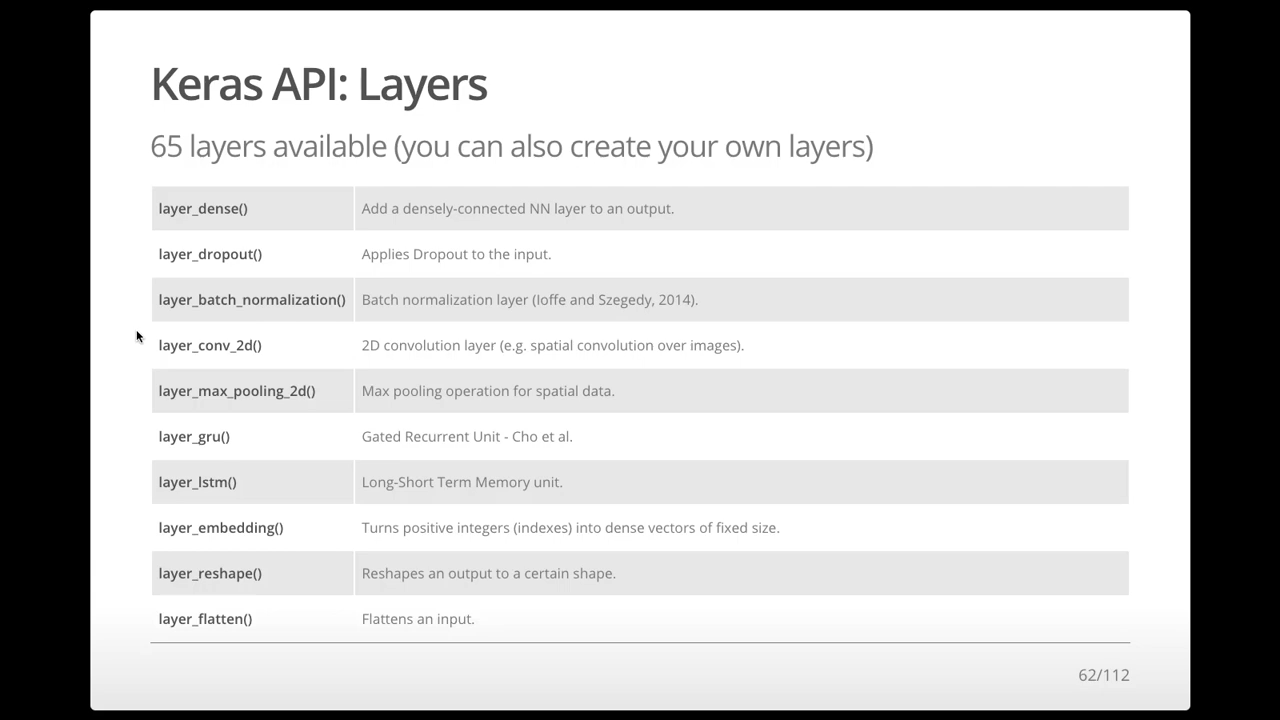 Keras API: Layers
65 layers available (you can also create your own layers)
layer_dense() Add a densely-connected NN layer to an output.
layer_dropout() Applies Dropout to the input.
layer_batch_normalization() Batch normalization layer (Ioffe and Szegedy, 2014).
layer_conv_2d() 2D convolution layer (e.g. spatial convolution over images).
layer_max_pooling_2d() Max pooling operation for spatial data.
layer_gru() Gated Recurrent Unit - Cho et al.
layer_lstm() Long-Short Term Memory unit.
layer_embedding() Turns positive integers (indexes) into dense vectors of fixed size.
layer_reshape() Reshapes an output to a certain shape.
layer_flatten() Flattens an input.
62/112